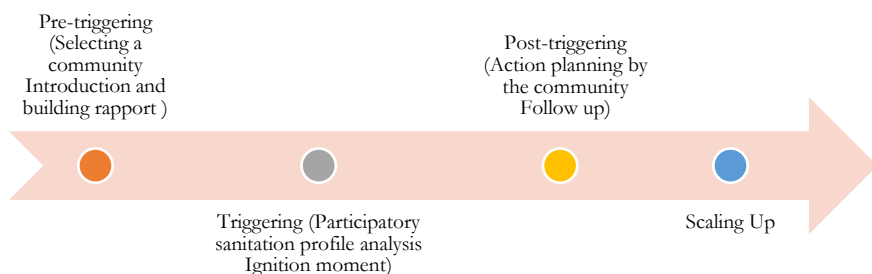 Pre-triggering
(Selecting a
community
Introduction and
building rapport )
Triggering (Participatory
sanitation profile analysis
Ignition moment)
Post-triggering
(Action planning by
the community
Follow up)
Scaling Up